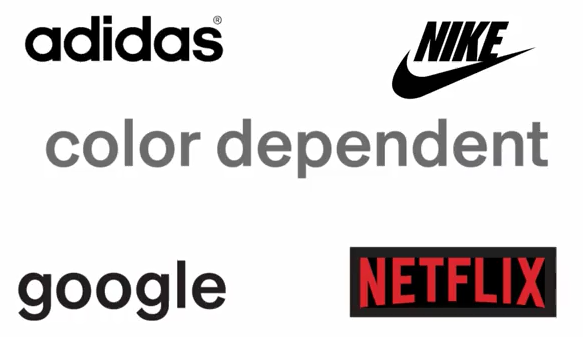 adidas®
NIKE
color dependent
google
NETFLIX